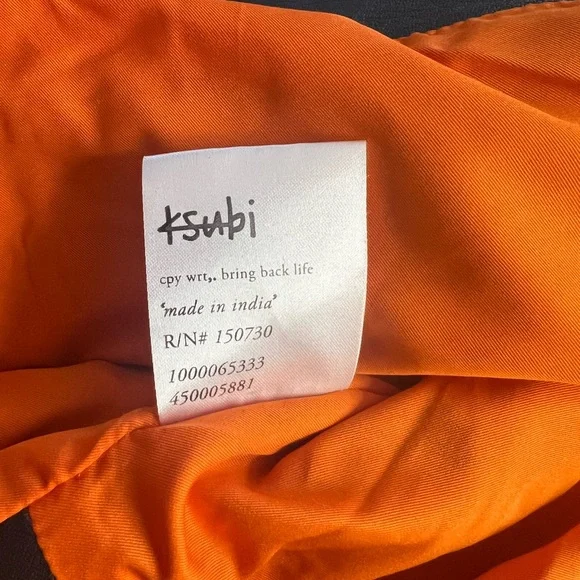 ksubi
cpy wrt,. bring back life
‘made in india’
R/N# 150730
1000065333
450005881